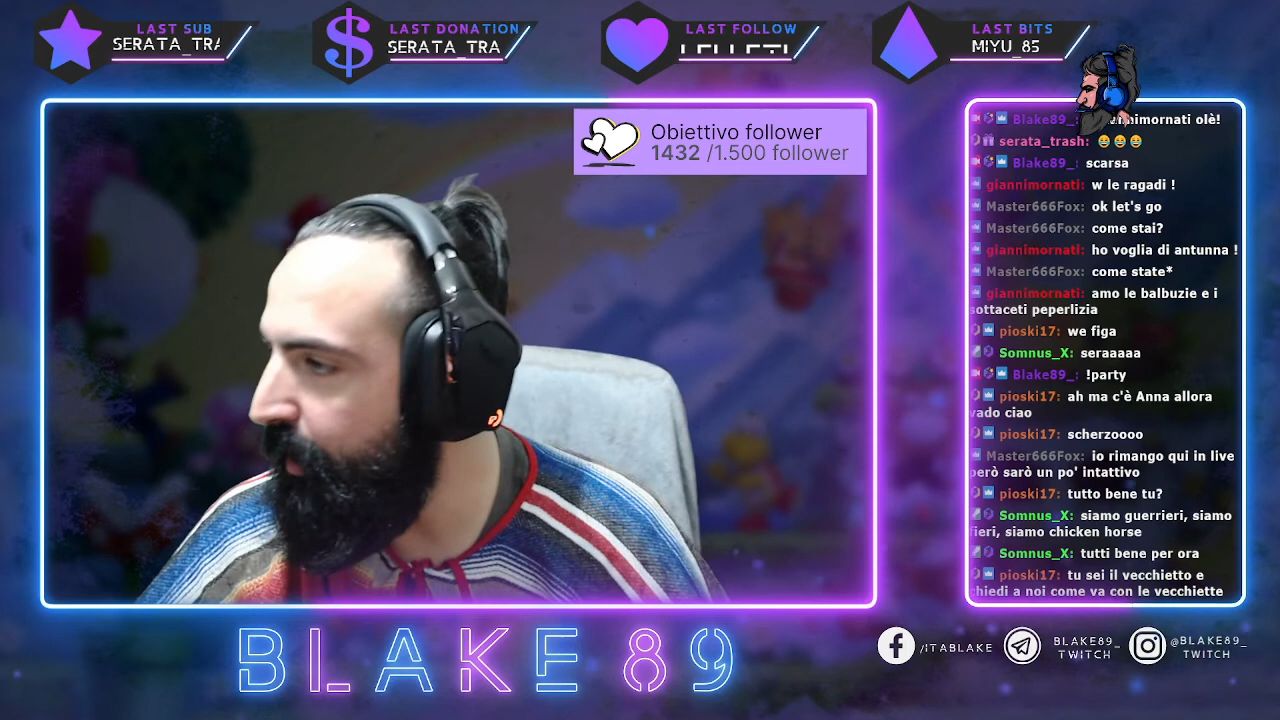 LAST SUB
SERATA_TRA
LAST DONATION
SERATA_TRA
LAST FOLLOW
LAST BITS
MIYU_85
Obiettivo follower
1432 /1.500 follower
Blake89_: olè!
serata_trash:
Blake89_: scarsa
giannimornati: w le ragadi !
Master666Fox: ok let's go
Master666Fox: come stai?
giannimornati: ho voglia di antunna !
Master666Fox: come state*
giannimornati: amo le balbuzie e i
sottaceti peperlizia
pioski17: we figa
Somnus_X: seraaaaa
Blake89_: !party
pioski17: ah ma c'è Anna allora
vado ciao
pioski17: scherzoooo
Master666Fox: io rimango qui in live
però sarò un po' intattivo
pioski17: tutto bene tu?
Somnus_X: siamo guerrieri, siamo
fieri, siamo chicken horse
Somnus_X: tutti bene per ora
pioski17: tu sei il vecchietto e
chiedi a noi come va con le vecchiette
BLAKE 89
/ITABLAKE
BLAKE89_
TWITCH
@BLAKE89_
TWITCH